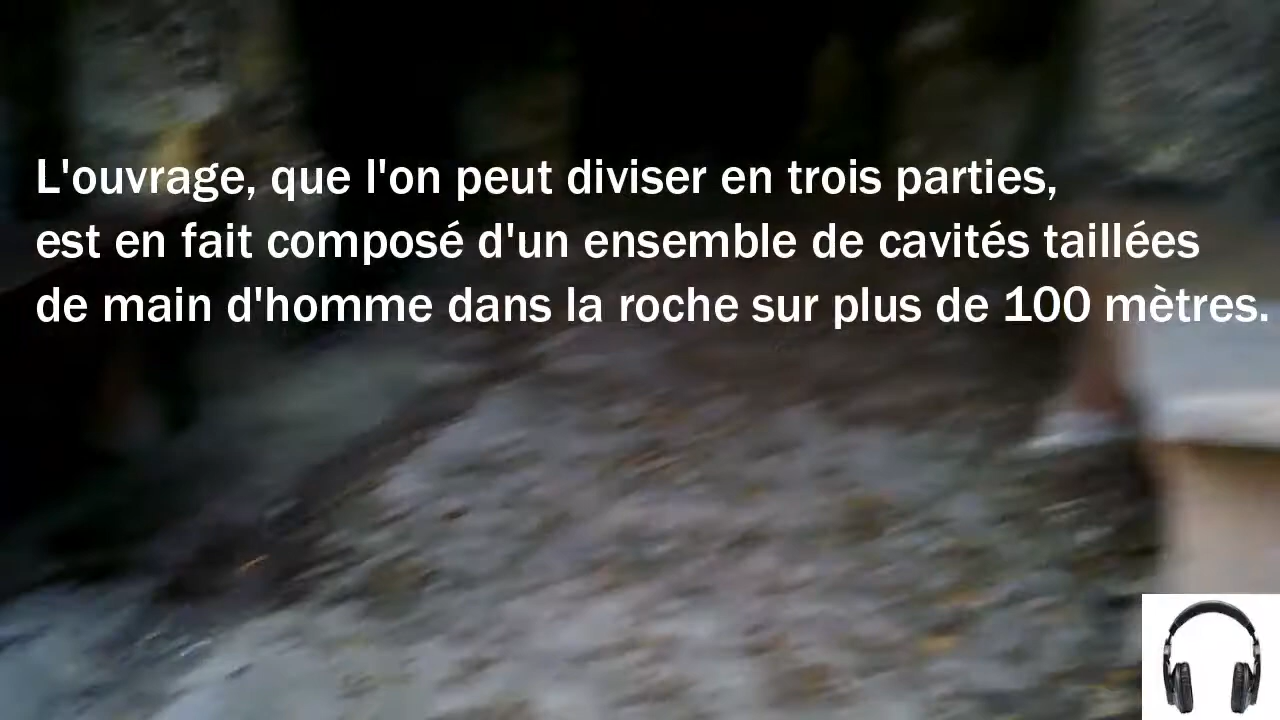 L'ouvrage, que l'on peut diviser en trois parties,
est en fait composé d'un ensemble de cavités taillées
de main d'homme dans la roche sur plus de 100 mètres.